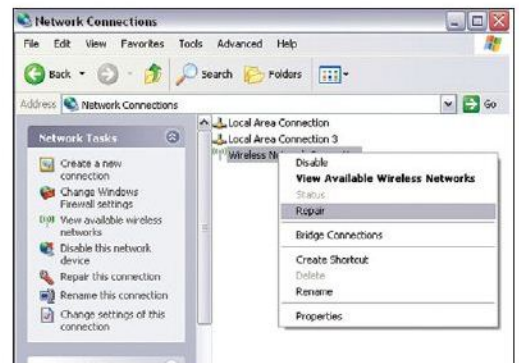 Network Connections
File Edit View Favorites Tools Advanced Help
Back Search Folders
Address Network Connections Go
Network Tasks
Create a new
connection
Change Windows
Firewall settings
View available wireless
networks
Disable this network
device
Repair this connection
Rename this connection
Change settings of this
connection
Local Area Connection
Local Area Connection 3
Wireless
Disable
View Available Wireless Networks
Status
Repair
Bridge Connections
Create Shortcut
Delete
Rename
Properties